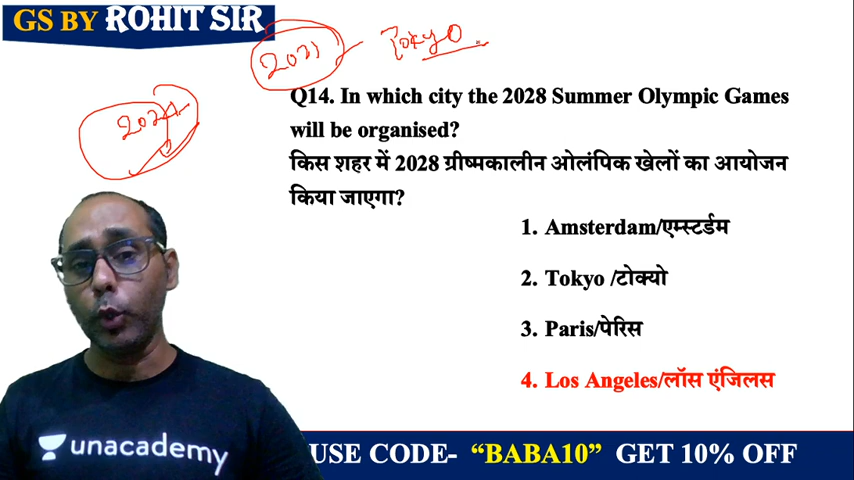 GS BY ROHIT SIR
2021 Tokyo
2024
Q14. In which city the 2028 Summer Olympic Games
will be organised?
किस शहर में 2028 ग्रीष्मकालीन ओलंपिक खेलों का आयोजन
किया जाएगा?
1. Amsterdam/एम्स्टर्डम
2. Tokyo /टोक्यो
3. Paris/पेरिस
4. Los Angeles/लॉस एंजिलस
unacademy
USE CODE- “BABA10” GET 10% OFF